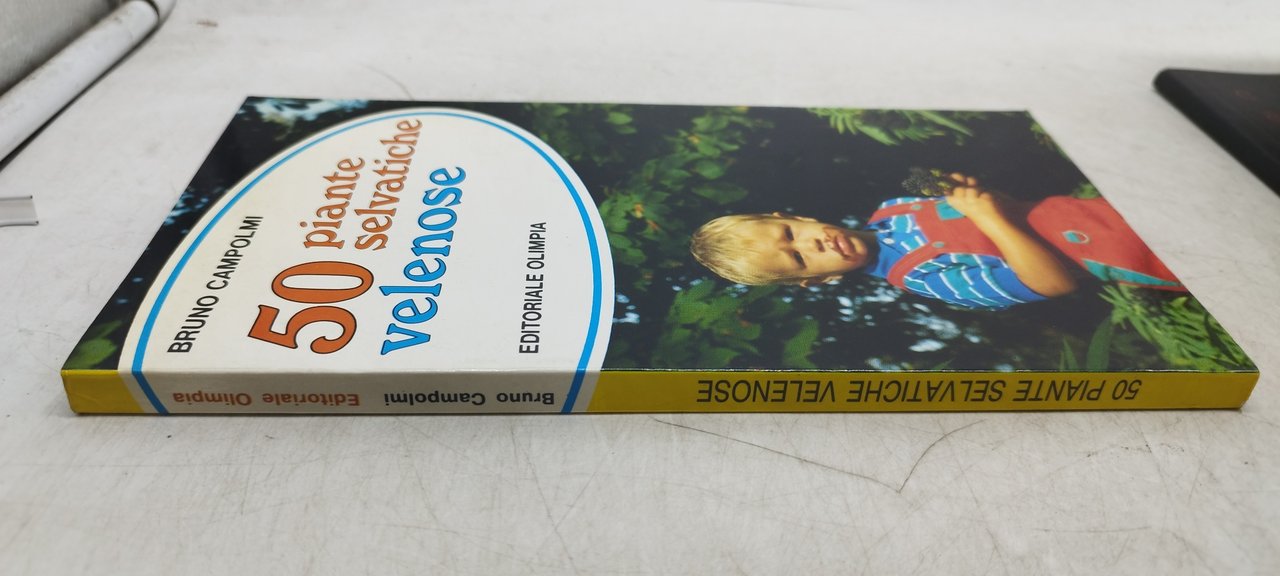 BRUNO CAMPOLMI
50 piante
selvatiche
velenose
EDITORIALE OLIMPIA
50 PIANTE SELVATICHE VELENOSE
Bruno Campolmi Editoriale Olimpia